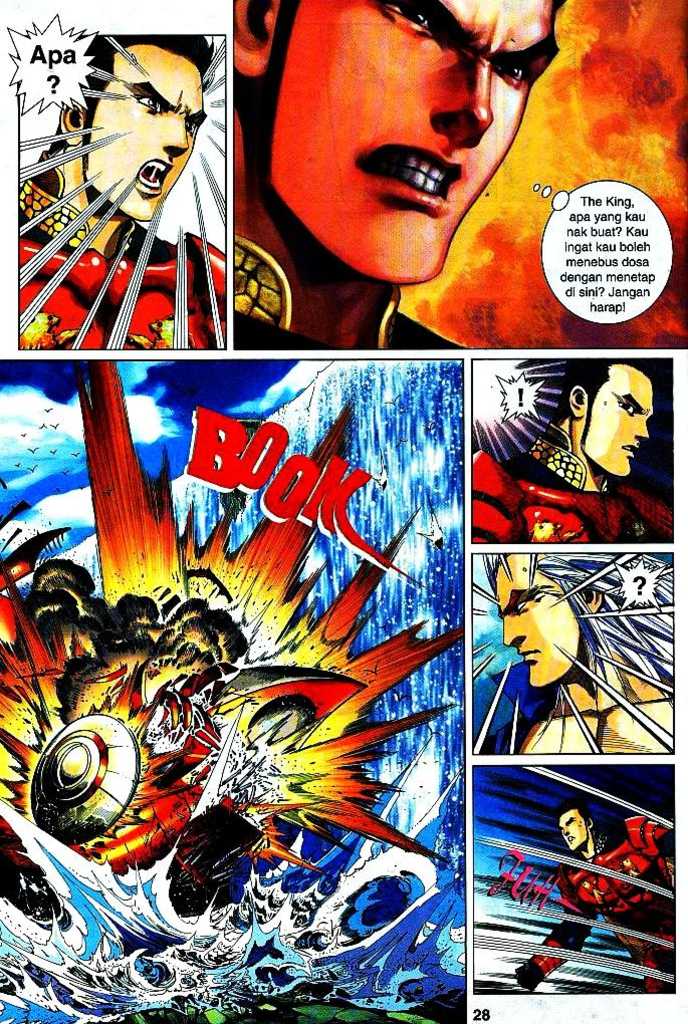 Apa
?
The King,
apa yang kau
nak buat? Kau
ingat kau boleh
menebus dosa
dengan menetap
di sini? Jangan
harap!
BOOM
!
?
28